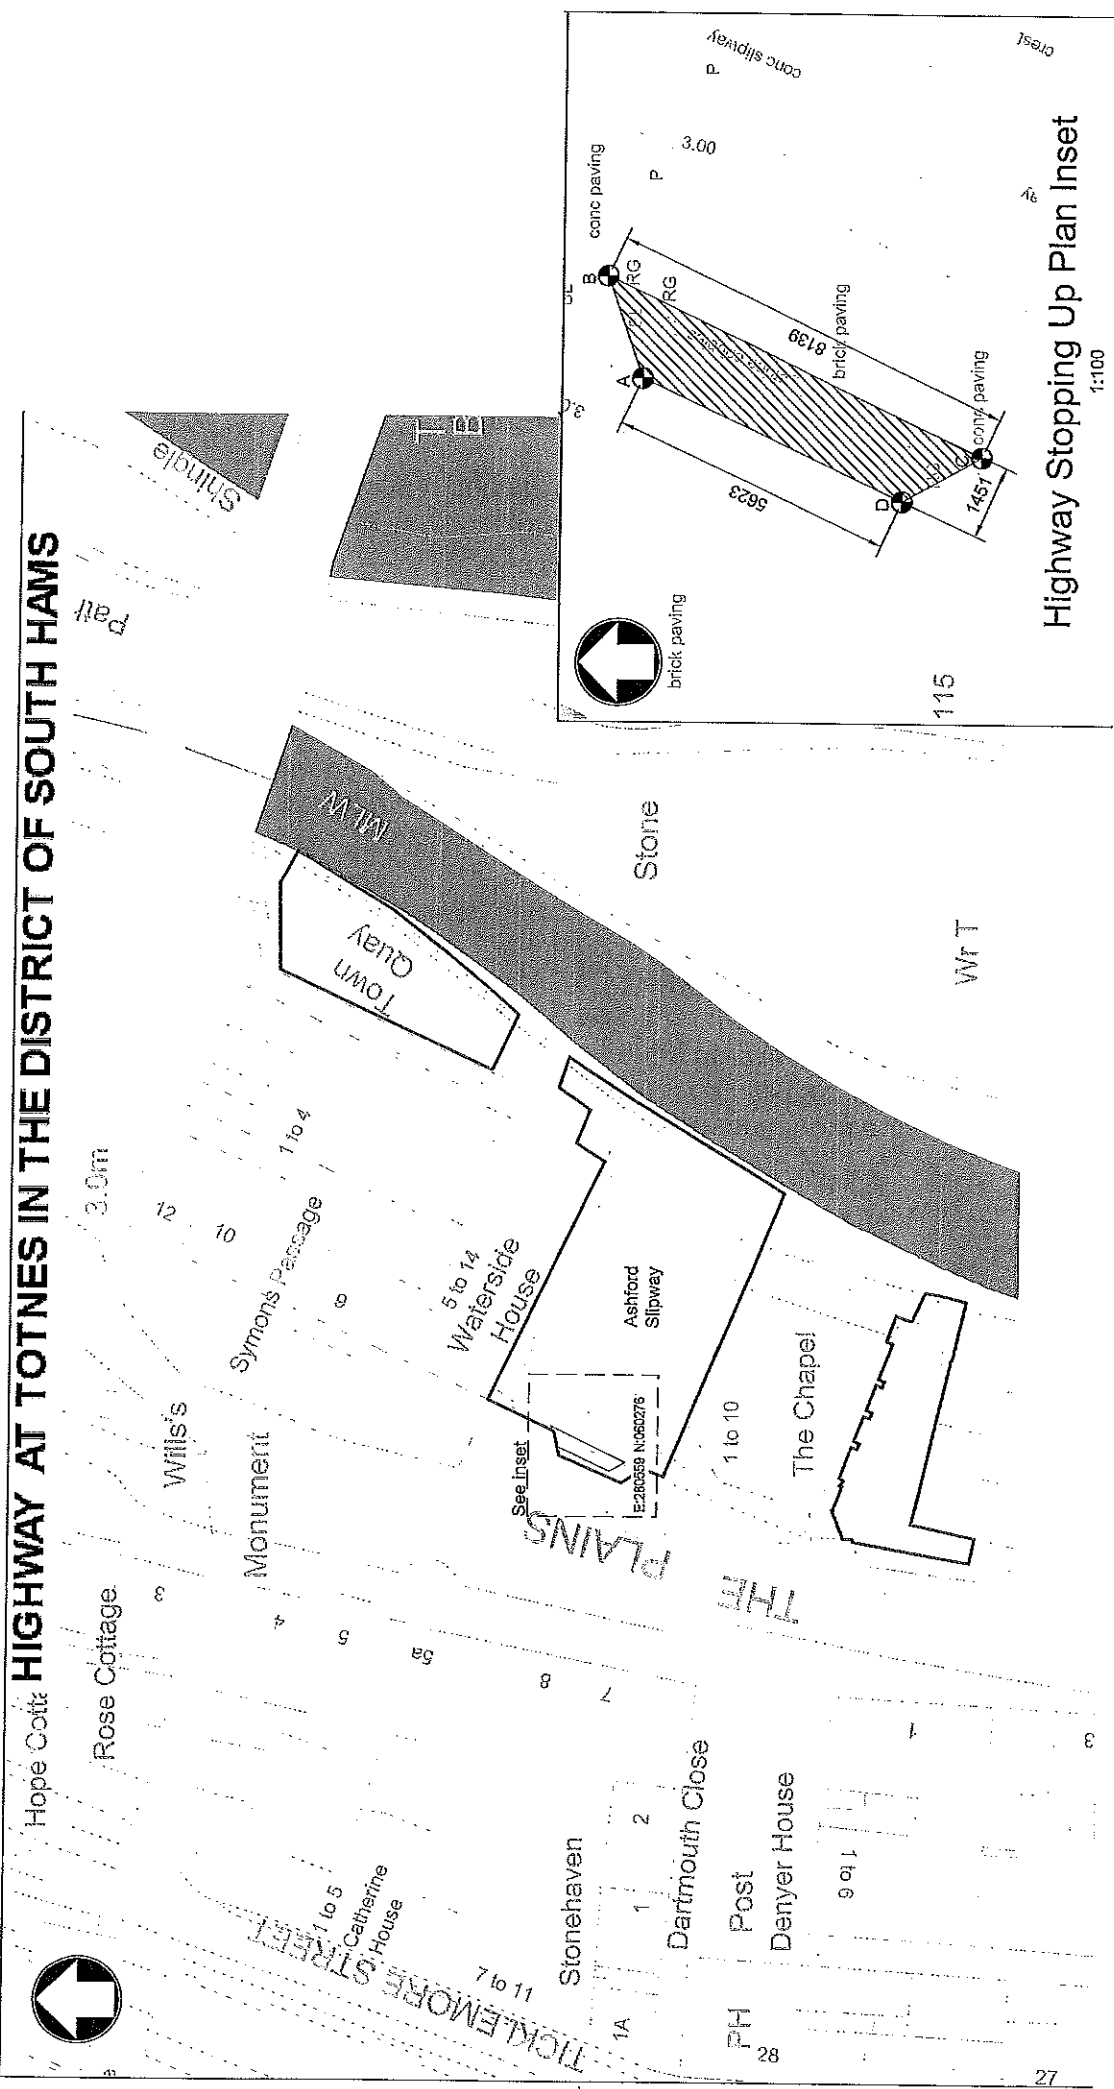 HIGHWAY AT TOTNES IN THE DISTRICT OF SOUTH HAMS
Hope Cott
Rose Cottage
3
Wills's
Monument
3.0m
12
10
Symons Passage
1 to 4
9
5 to 14
Waterside
House
Town
Quay
MLW
Path
Shingle
T
B
4
5
5a
8
7
See inset
E:280559 N:060276
Ashford
Slipway
Stone
Wr T
THE PLAINS
1 to 10
The Chapel
TICKLEMORE STREET
1 to 5
Catherine
House
7 to 11
Stonehaven
1A
1
2
Dartmouth Close
PH
Post
28
Denyer House
1 to 6
1
3
27
brick paving
115
A
B
C
D
RG
RG
conc paving
P
P
3.00
conc slipway
crest
5623
8139
1451
brick paving
conc paving
Highway Stopping Up Plan Inset
1:100